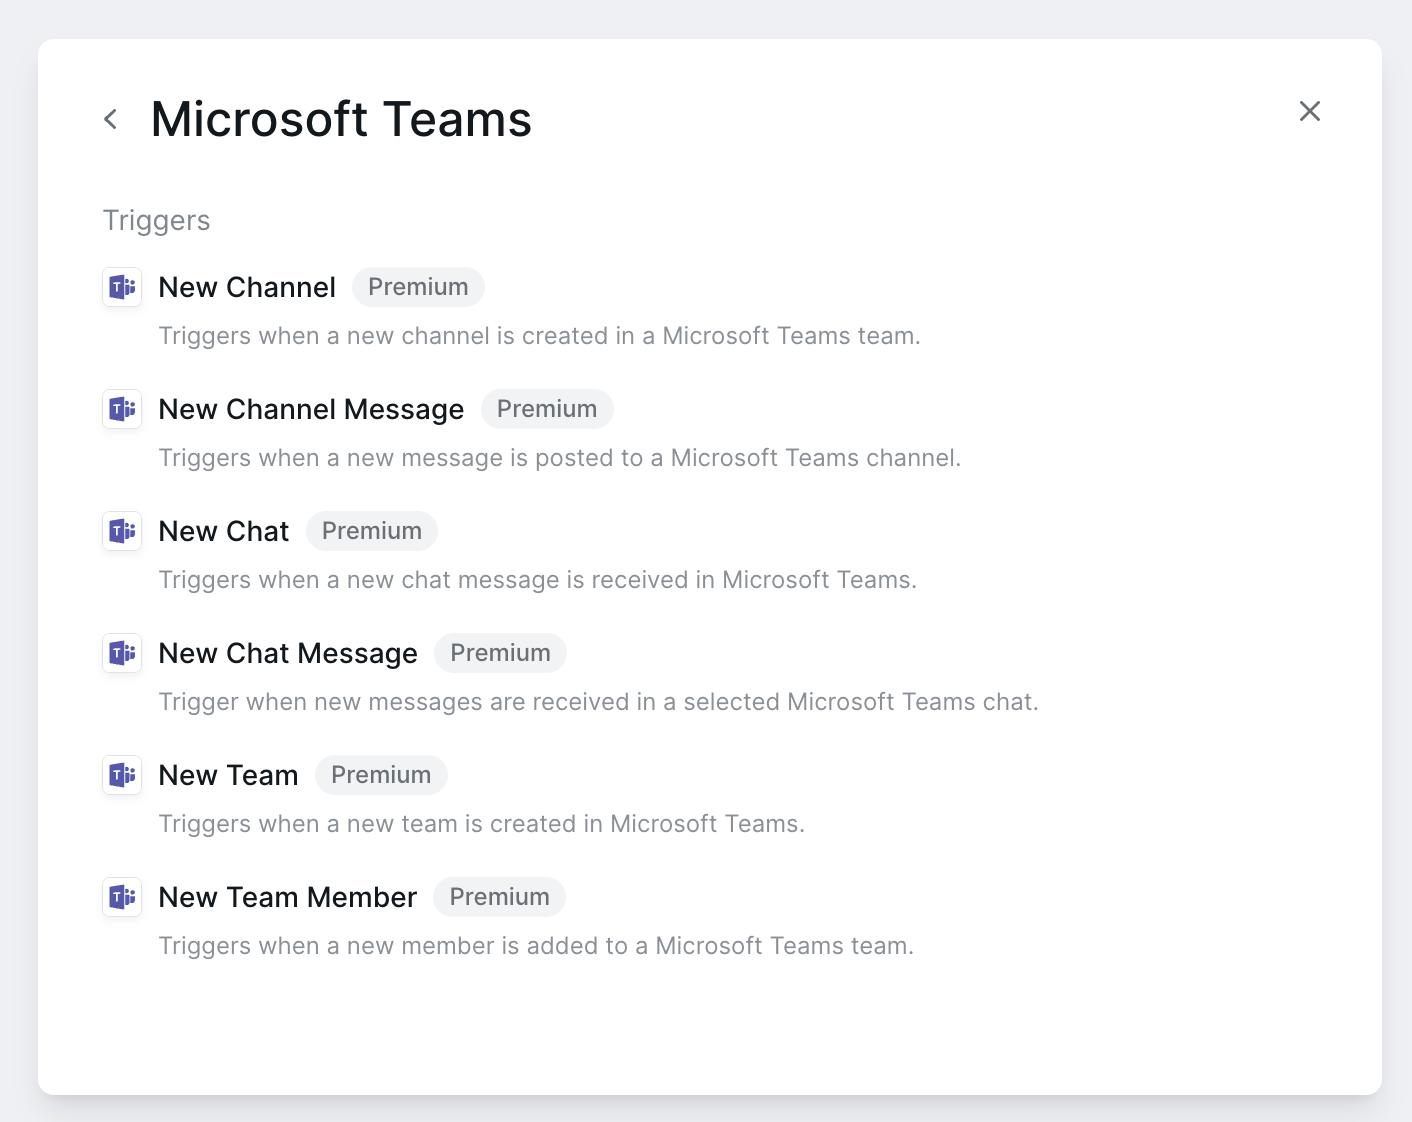 Microsoft Teams
Triggers
New Channel Premium
Triggers when a new channel is created in a Microsoft Teams team.
New Channel Message Premium
Triggers when a new message is posted to a Microsoft Teams channel.
New Chat Premium
Triggers when a new chat message is received in Microsoft Teams.
New Chat Message Premium
Trigger when new messages are received in a selected Microsoft Teams chat.
New Team Premium
Triggers when a new team is created in Microsoft Teams.
New Team Member Premium
Triggers when a new member is added to a Microsoft Teams team.